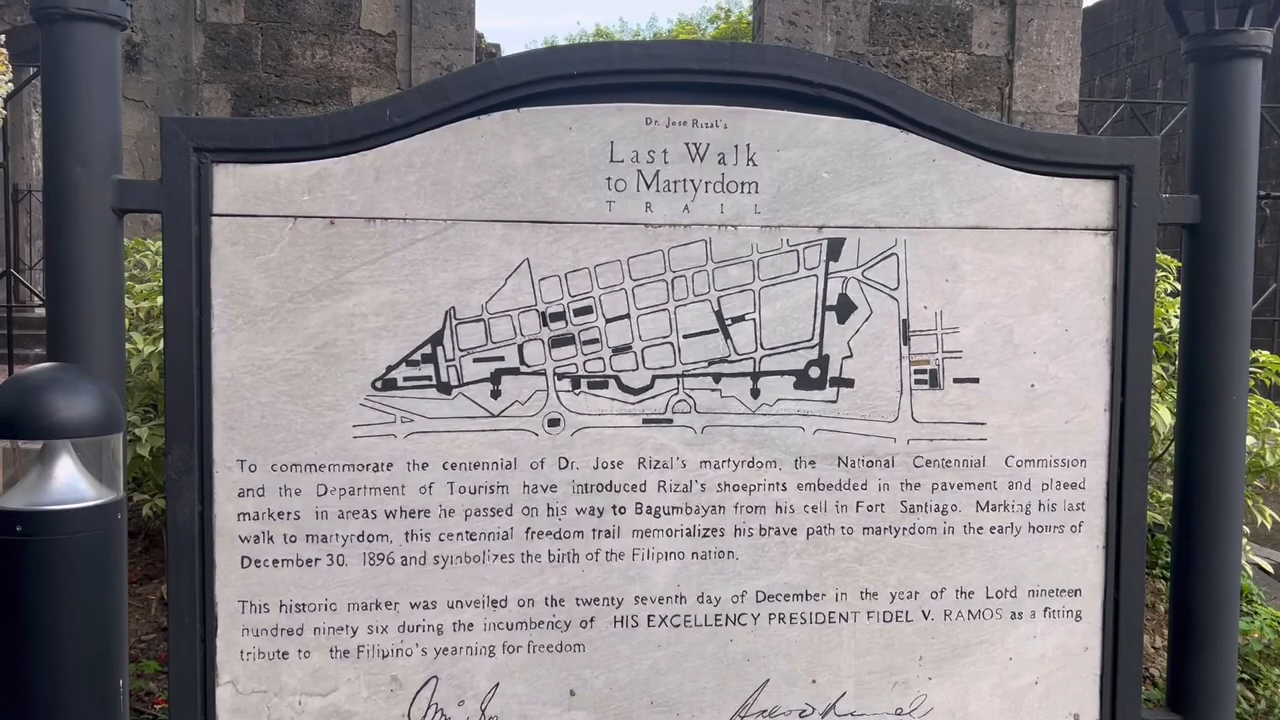 Dr. Jose Rizal's
Last Walk
to Martyrdom
TRAIL
To commemmorate the centennial of Dr. Jose Rizal's martyrdom, the National Centennial Commission
and the Department of Tourism have introduced Rizal's shoeprints embedded in the pavement and placed
markers in areas where he passed on his way to Bagumbayan from his cell in Fort Santiago. Marking his last
walk to martyrdom, this centennial freedom trail memorializes his brave path to martyrdom in the early hours of
December 30, 1896 and symbolizes the birth of the Filipino nation.
This historic marker was unveiled on the twenty seventh day of December in the year of the Lord nineteen
hundred ninety six during the incumbency of HIS EXCELLENCY PRESIDENT FIDEL V. RAMOS as a fitting
tribute to the Filipino's yearning for freedom